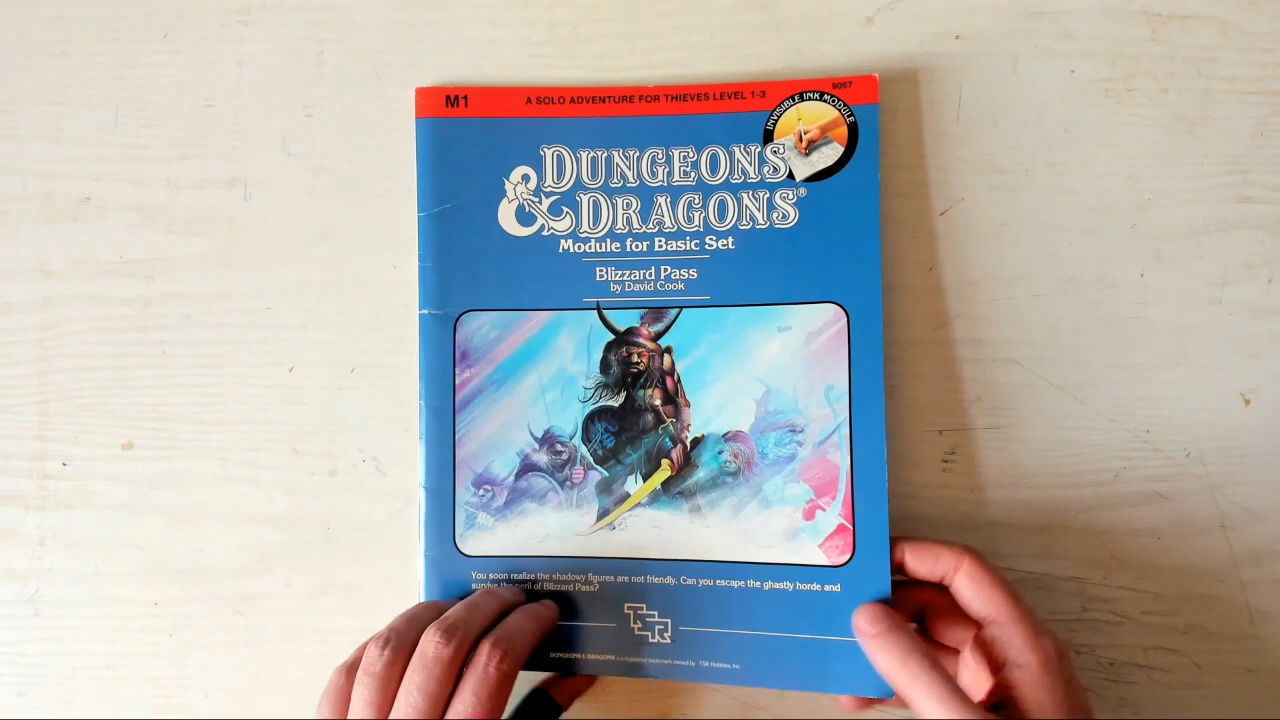 M1
A SOLO ADVENTURE FOR THIEVES LEVEL 1-3
9067
INVISIBLE INK MODULE
DUNGEONS
& DRAGONS®
Module for Basic Set
Blizzard Pass
by David Cook
You soon realize the shadowy figures are not friendly. Can you escape the ghastly horde and
survive the peril of Blizzard Pass?
TSR
DUNGEONS & DRAGONS is a registered trademark owned by TSR Hobbies, Inc.